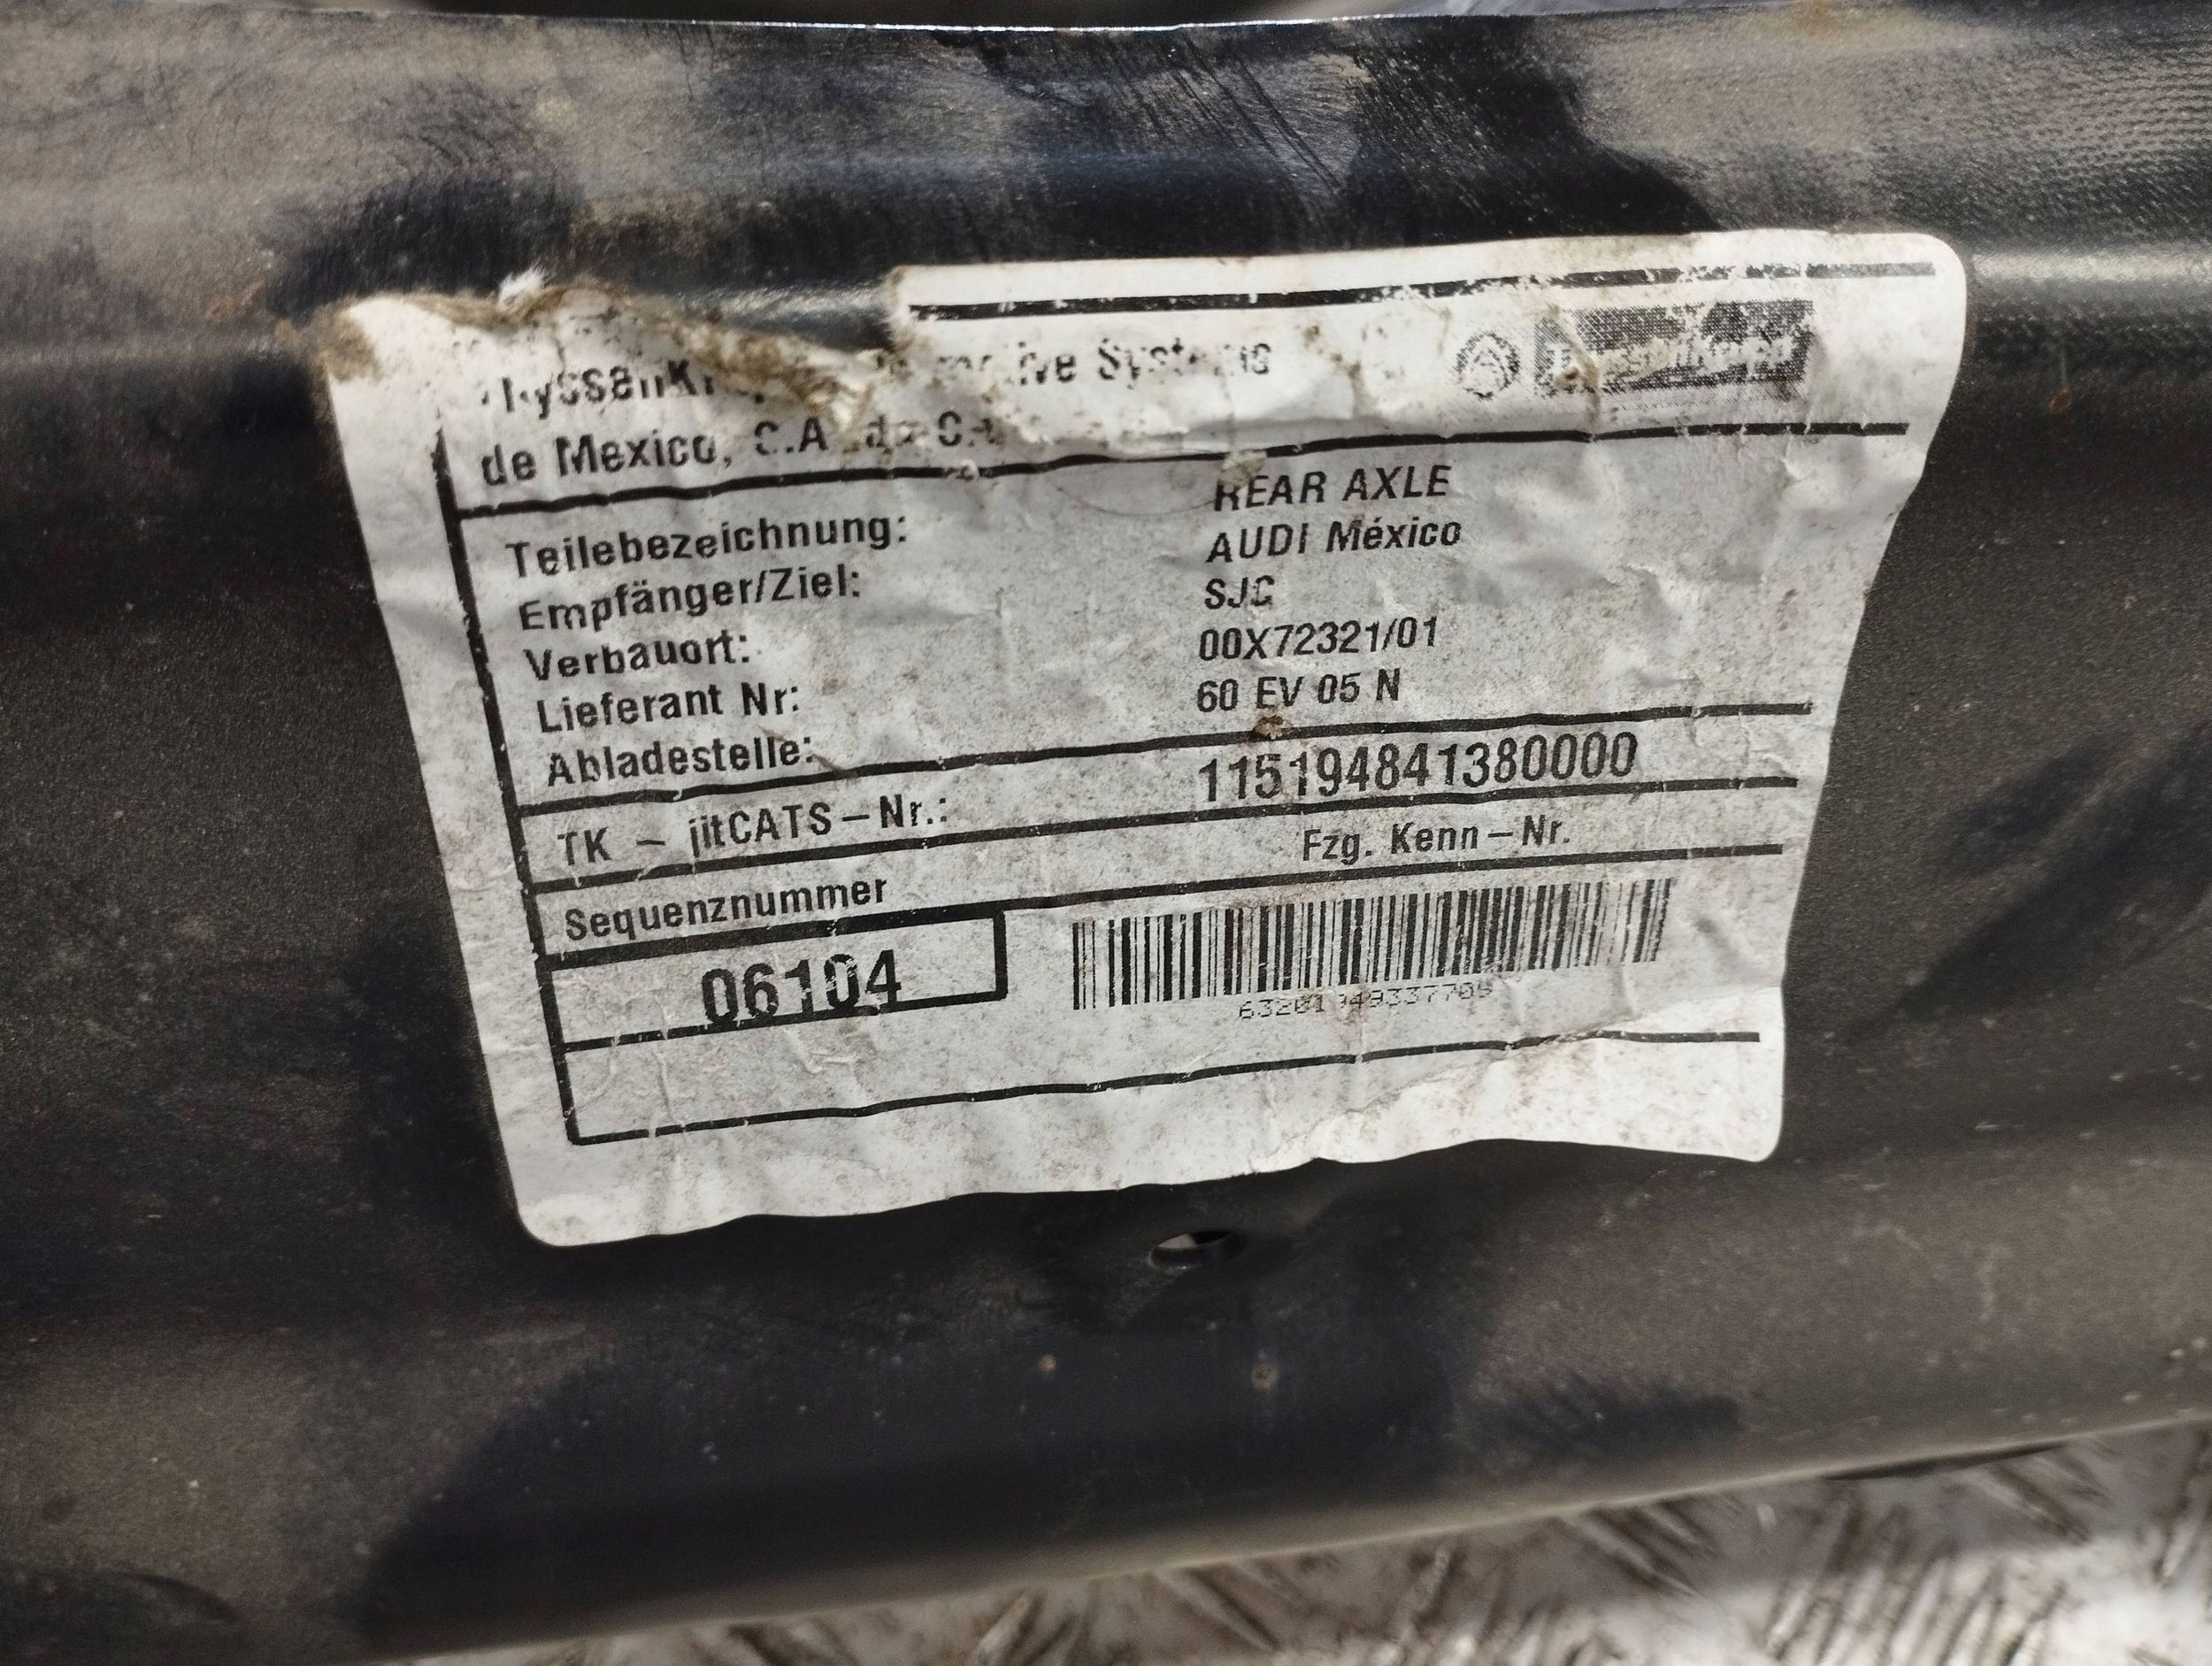 de Mexico,
Systems
Teilebezeichnung: REAR AXLE
Empfänger/Ziel: AUDI México
Verbauort: SJC
Lieferant Nr: 00X72321/01
Abladestelle: 60 EV 05 N
TK – jitCATS–Nr.: 115194841380000
Sequenznummer Fzg. Kenn–Nr.
06104